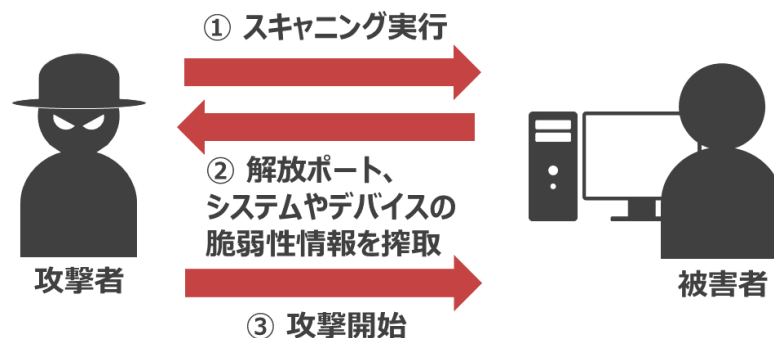 ① スキャニング実行
② 解放ポート、
システムやデバイスの
脆弱性情報を搾取
攻撃者
被害者
③ 攻撃開始